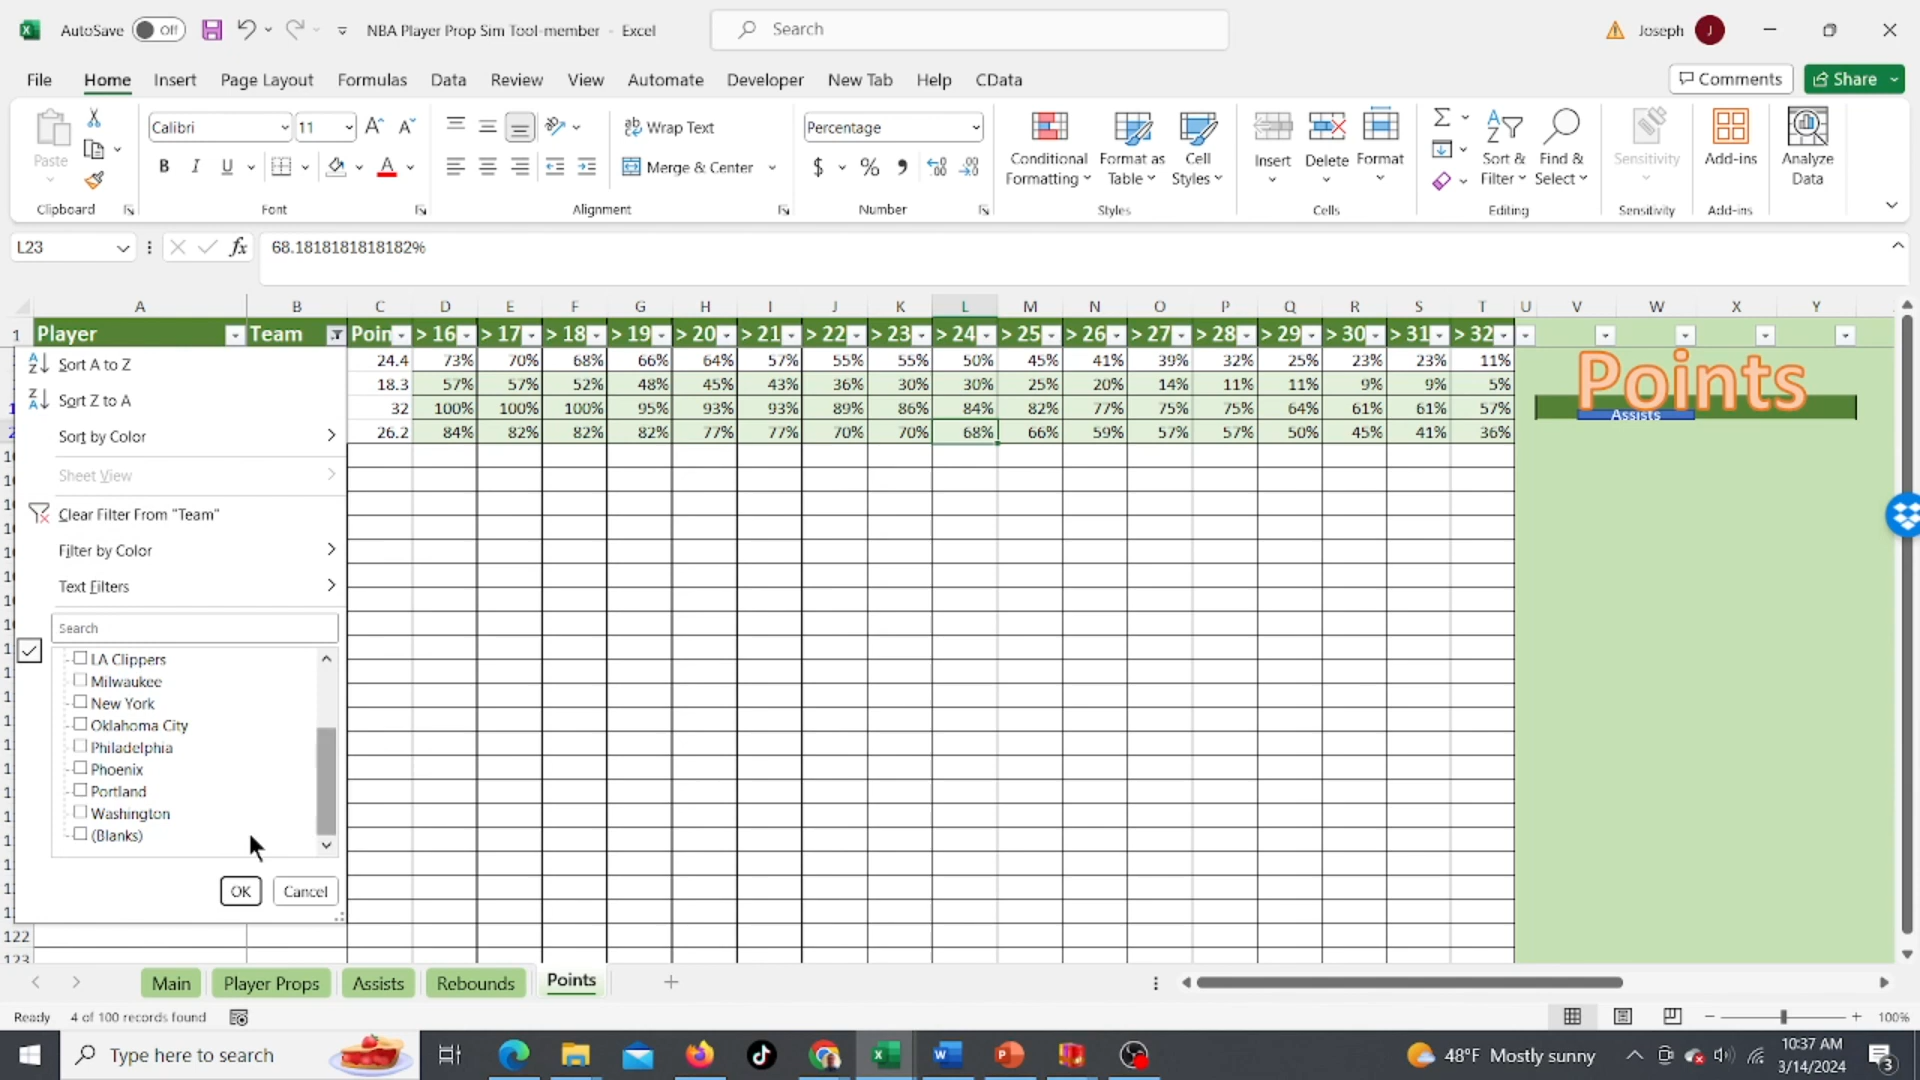 AutoSave Off NBA Player Prop Sim Tool-member - Excel Search Joseph J
File Home Insert Page Layout Formulas Data Review View Automate Developer New Tab Help CData Comments Share
Calibri 11 Wrap Text Percentage
Paste B I U Merge & Center $ % 9 Conditional Formatting Format as Table Cell Styles Insert Delete Format Sort & Filter Find & Select Sensitivity Add-ins Analyze Data
Clipboard Font Alignment Number Styles Cells Editing Sensitivity Add-ins
L23 fx 68.1818181818182%
A B C D E F G H I J K L M N O P Q R S T U V W X Y
1 Player Team Poin > 16 > 17 > 18 > 19 > 20 > 21 > 22 > 23 > 24 > 25 > 26 > 27 > 28 > 29 > 30 > 31 > 32
24.4 73% 70% 68% 66% 64% 57% 55% 55% 50% 45% 41% 39% 32% 25% 23% 23% 11%
18.3 57% 57% 52% 48% 45% 43% 36% 30% 30% 25% 20% 14% 11% 11% 9% 9% 5%
32 100% 100% 100% 95% 93% 93% 89% 86% 84% 82% 77% 75% 75% 64% 61% 61% 57%
26.2 84% 82% 82% 82% 77% 77% 70% 70% 68% 66% 59% 57% 57% 50% 45% 41% 36%
Points
Assists
Sort A to Z
Sort Z to A
Sort by Color
Sheet View
Clear Filter From "Team"
Filter by Color
Text Filters
Search
LA Clippers
Milwaukee
New York
Oklahoma City
Philadelphia
Phoenix
Portland
Washington
(Blanks)
OK Cancel
122
123
Main Player Props Assists Rebounds Points
Ready 4 of 100 records found 100%
Type here to search 48°F Mostly sunny 10:37 AM
3/14/2024 3